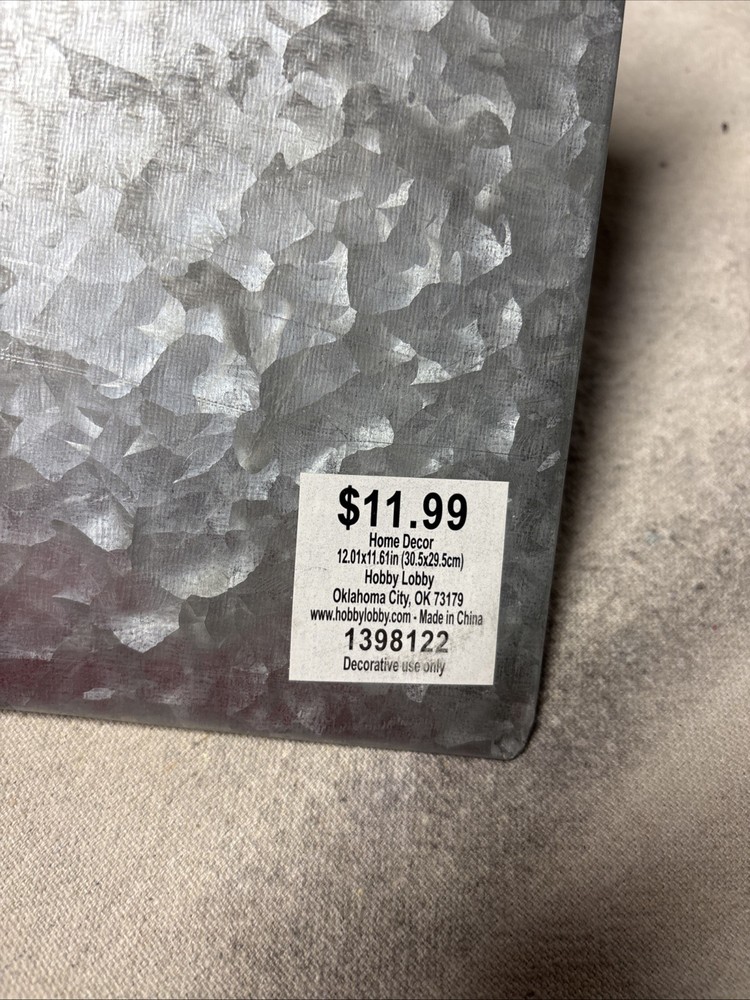 $11.99
Home Decor
12.01x11.61in (30.5x29.5cm)
Hobby Lobby
Oklahoma City, OK 73179
www.hobbylobby.com - Made in China
1398122
Decorative use only